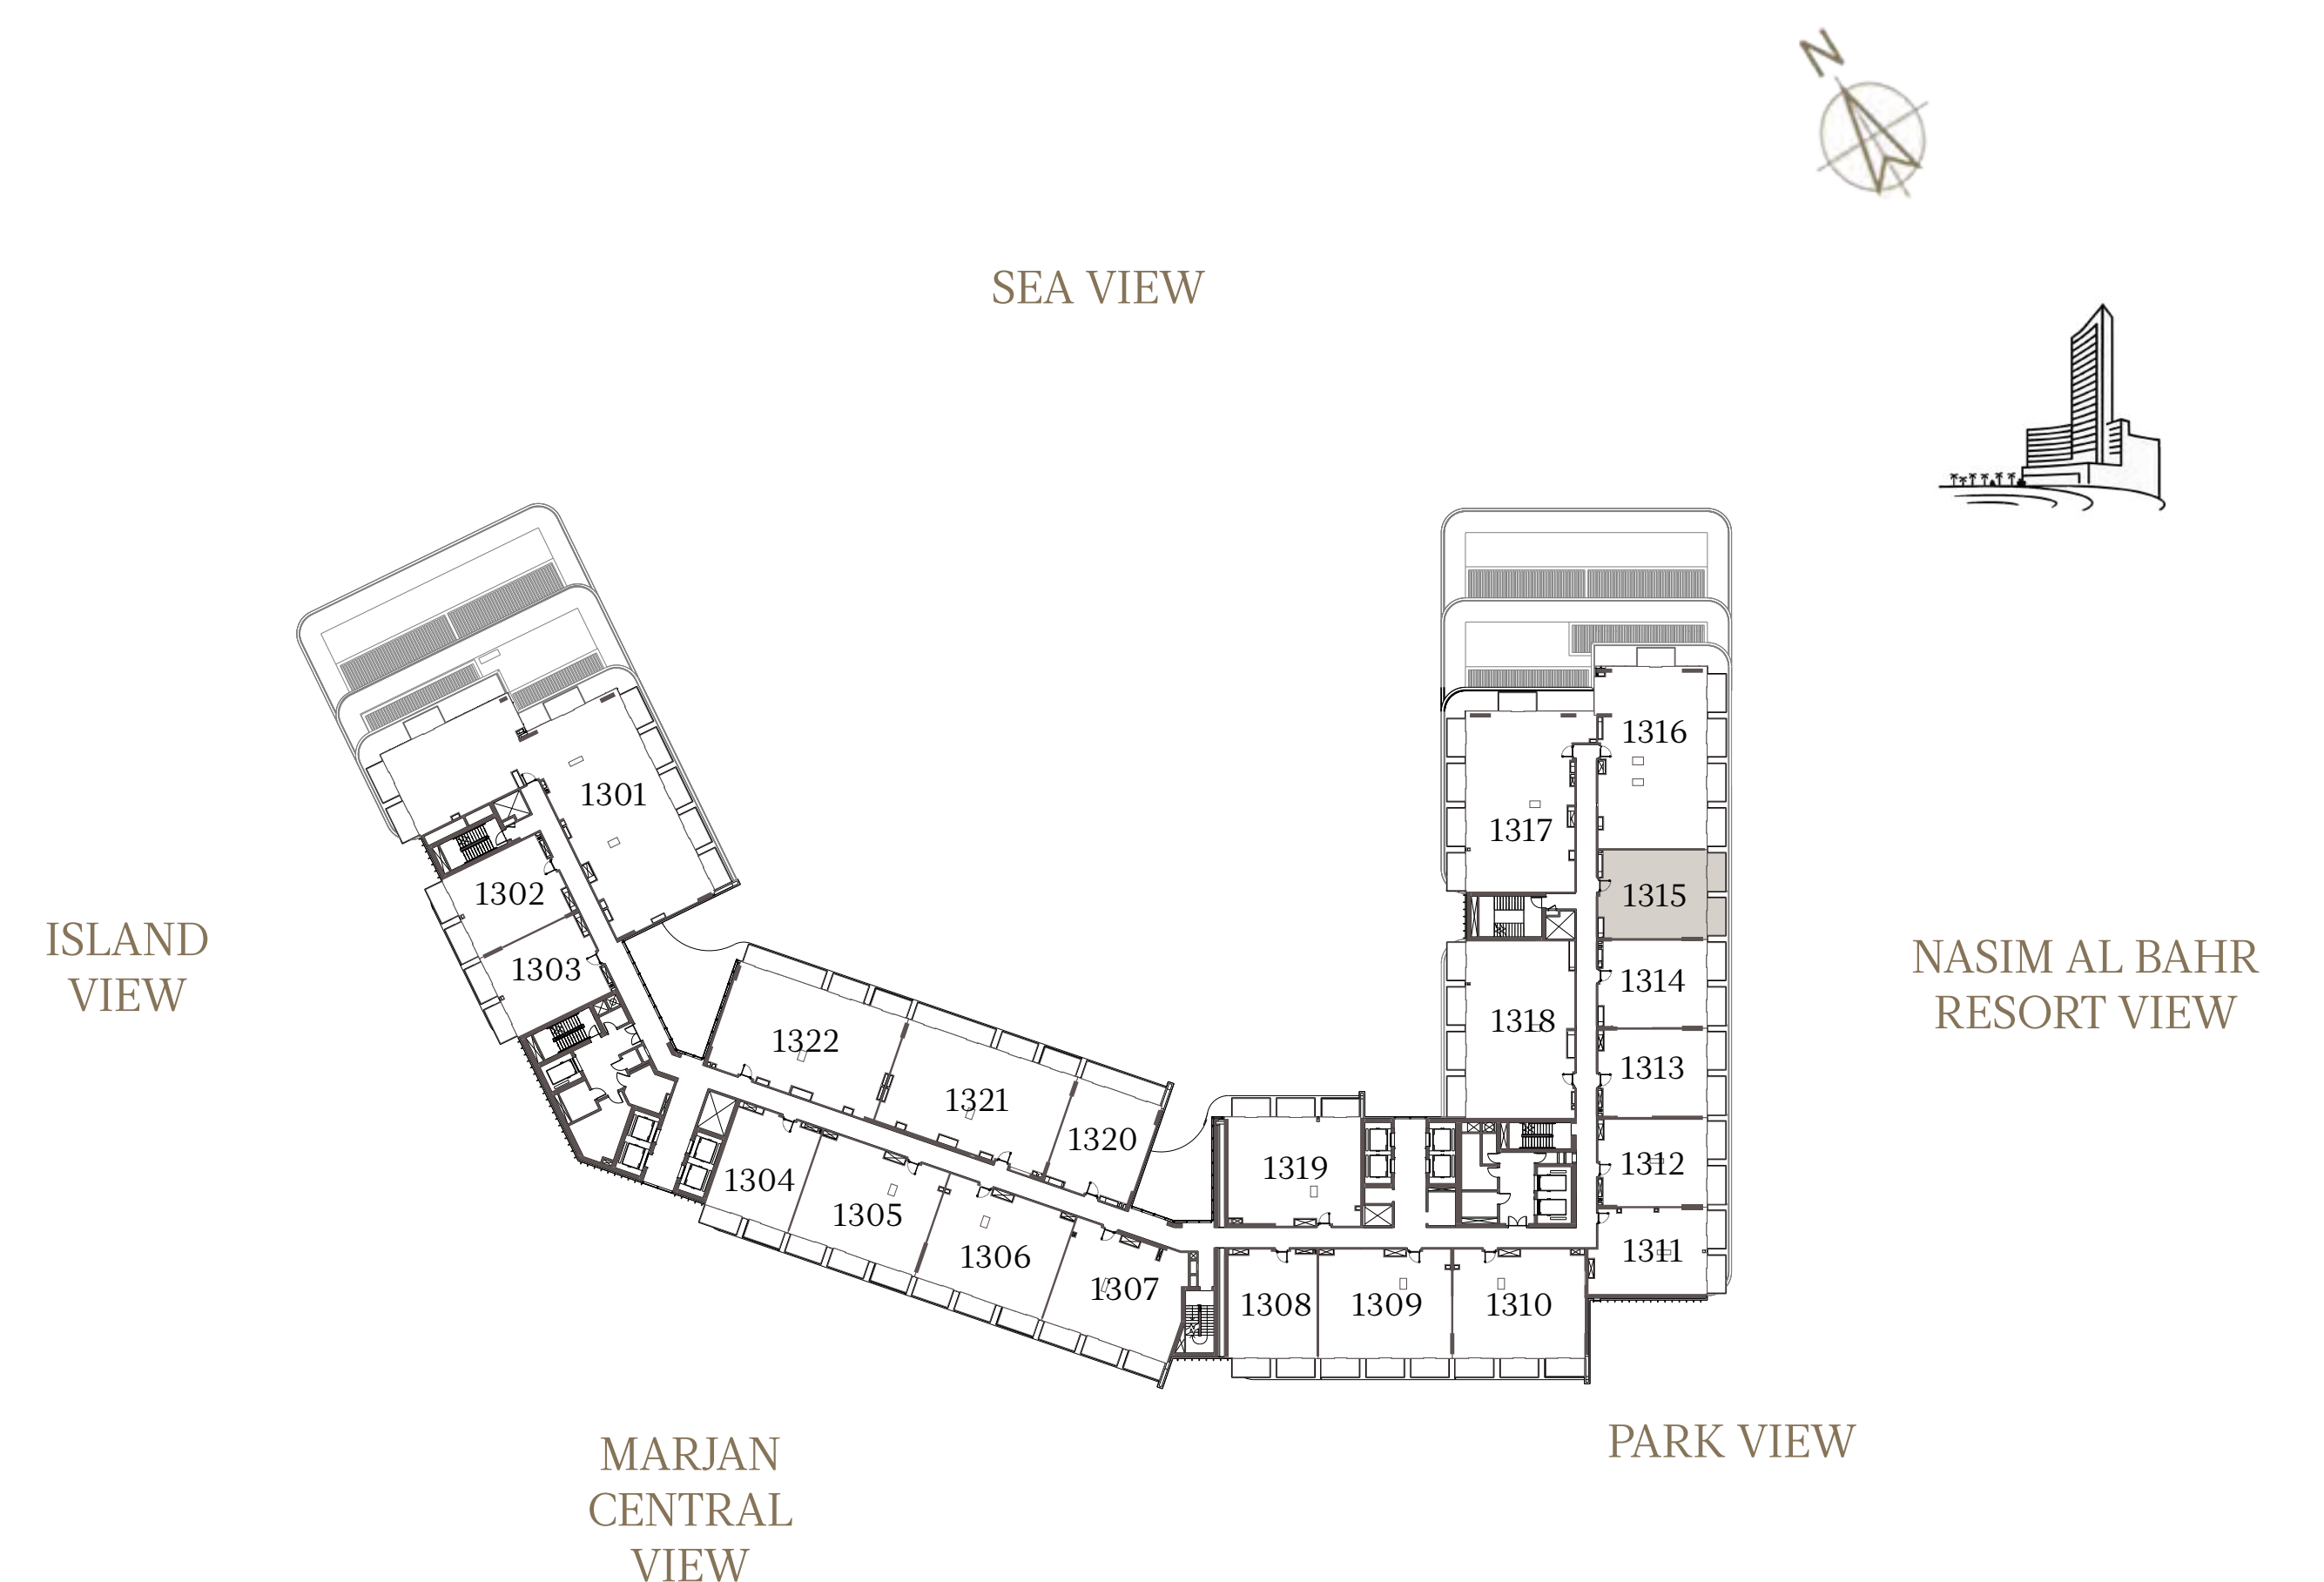 N
SEA VIEW
1316
1301
1317
1302
1315
ISLAND
VIEW
1303
1314
NASIM AL BAHR
RESORT VIEW
1322
1318
1313
1321
1320
1312
1319
1304
1305
1306
1311
1307
1308
1309
1310
PARK VIEW
MARJAN
CENTRAL
VIEW